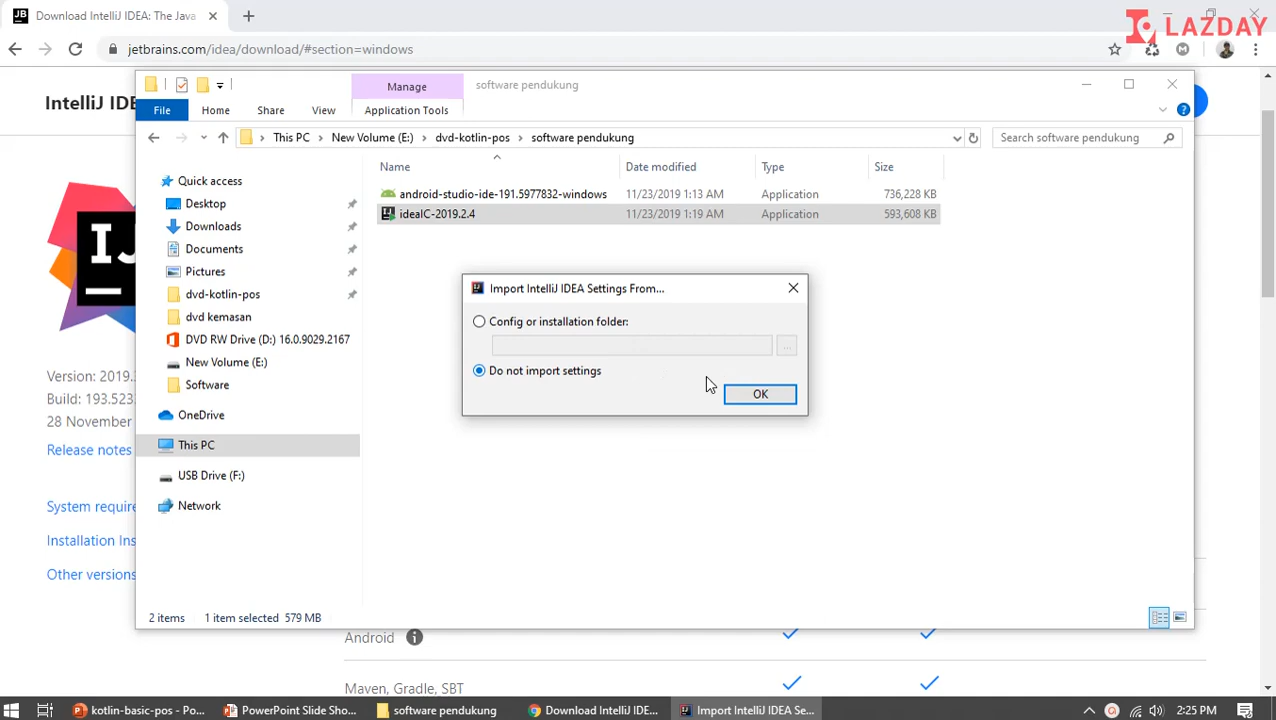 Download IntelliJ IDEA: The Java
LAZDAY
jetbrains.com/idea/download/#section=windows
M
IntelliJ IDE
Manage
software pendukung
File
Home
Share
View
Application Tools
This PC
New Volume (E:)
dvd-kotlin-pos
software pendukung
Search software pendukung
Name
Date modified
Type
Size
Quick access
android-studio-ide-191.5977832-windows
11/23/2019 1:13 AM
Application
736,228 KB
Desktop
ideaIC-2019.2.4
11/23/2019 1:19 AM
Application
593,608 KB
Downloads
Documents
Pictures
dvd-kotlin-pos
dvd kemasan
DVD RW Drive (D:) 16.0.9029.2167
New Volume (E:)
Software
OneDrive
This PC
USB Drive (F:)
Network
IJ
Import IntelliJ IDEA Settings From...
Config or installation folder:
...
Do not import settings
OK
Version: 2019.
Build: 193.523
28 November
Release notes
System require
Installation Ins
Other versions
2 items
1 item selected
579 MB
Android
Maven, Gradle, SBT
kotlin-basic-pos - Po...
PowerPoint Slide Sho...
software pendukung
Download IntelliJ IDE...
Import IntelliJ IDEA Se...
2:25 PM